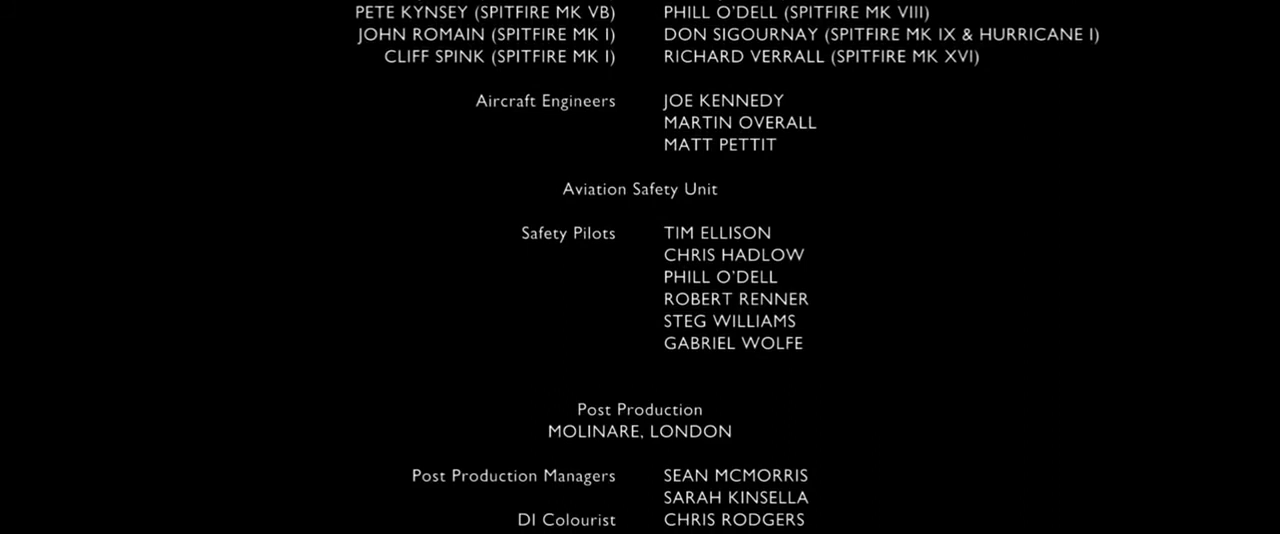 PETE KYNSEY (SPITFIRE MK VB) PHILL O'DELL (SPITFIRE MK VIII)
JOHN ROMAIN (SPITFIRE MK I) DON SIGOURNAY (SPITFIRE MK IX & HURRICANE I)
CLIFF SPINK (SPITFIRE MK I) RICHARD VERRALL (SPITFIRE MK XVI)
Aircraft Engineers JOE KENNEDY
MARTIN OVERALL
MATT PETTIT
Aviation Safety Unit
Safety Pilots TIM ELLISON
CHRIS HADLOW
PHILL O'DELL
ROBERT RENNER
STEG WILLIAMS
GABRIEL WOLFE
Post Production
MOLINARE, LONDON
Post Production Managers SEAN MCMORRIS
SARAH KINSELLA
DI Colourist CHRIS RODGERS